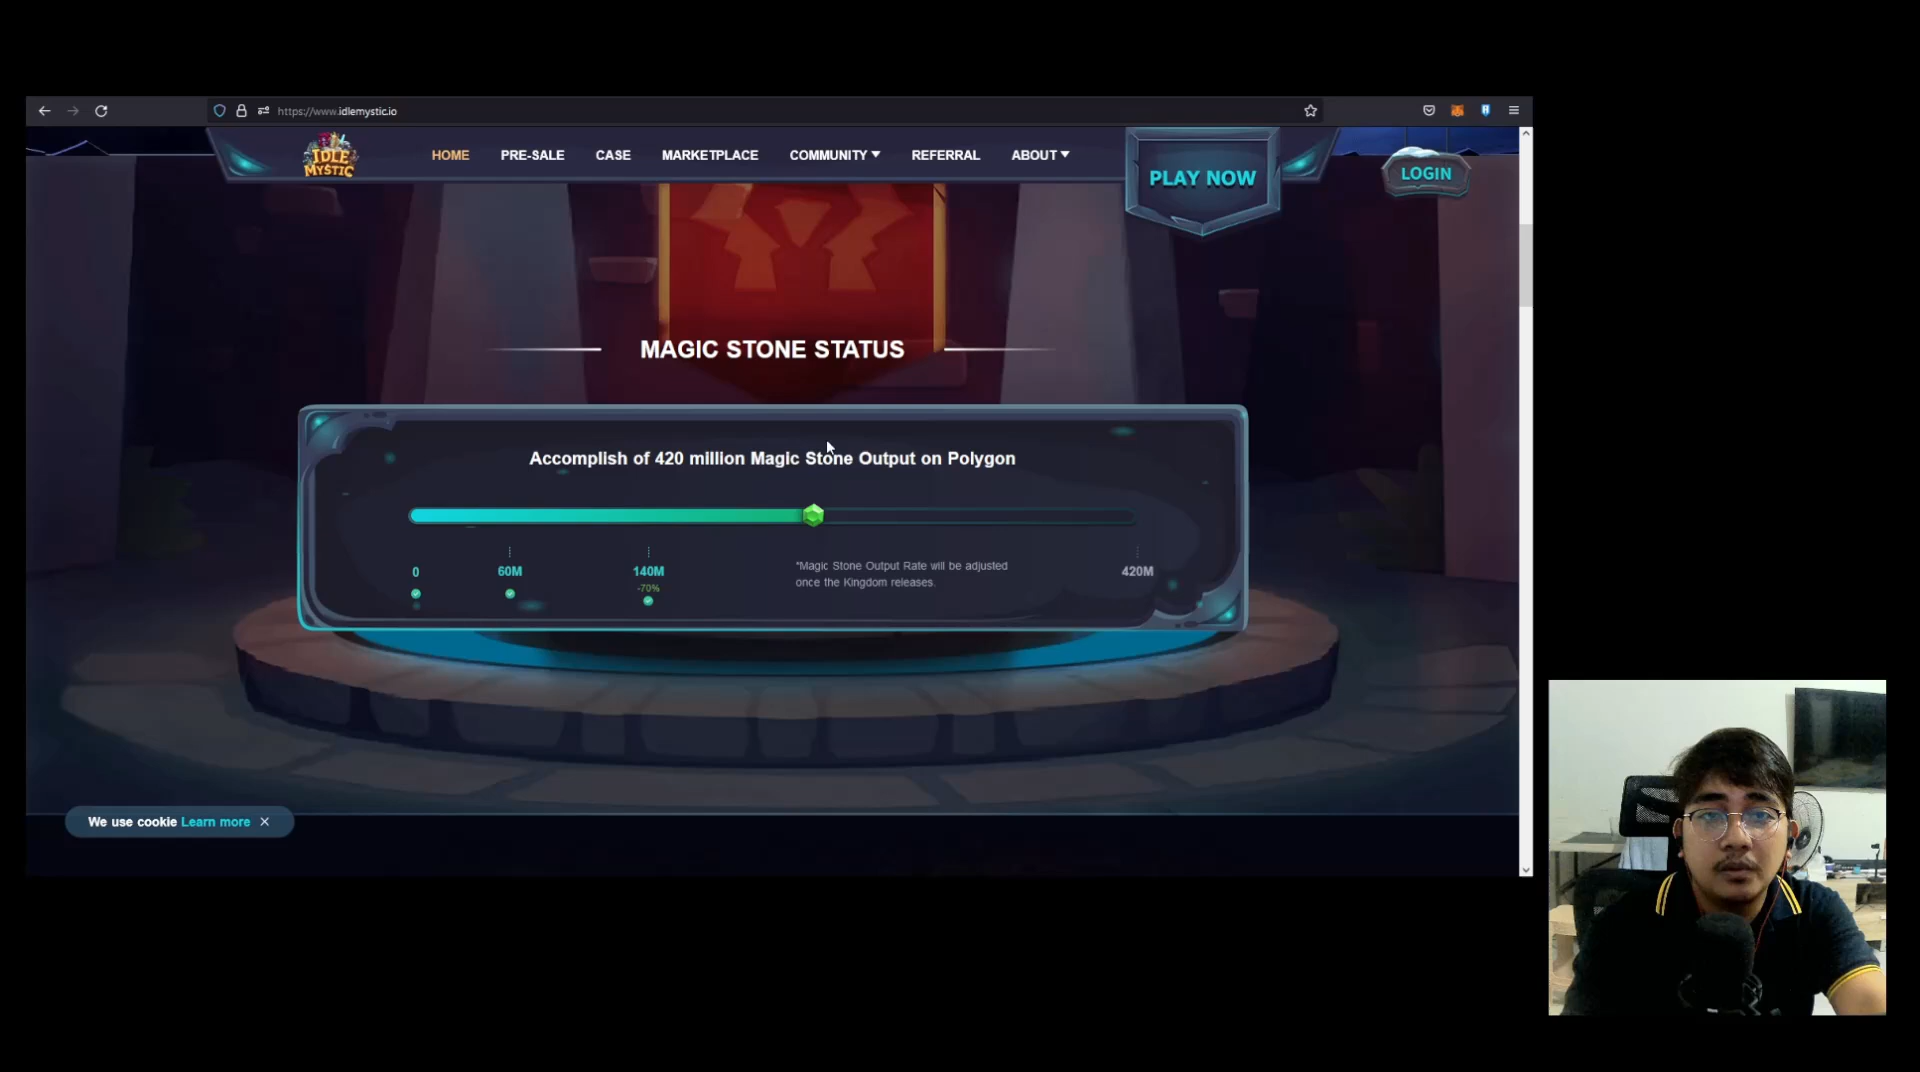 https://www.idlemystic.io
IDLE
MYSTIC
HOME
PRE-SALE
CASE
MARKETPLACE
COMMUNITY
REFERRAL
ABOUT
PLAY NOW
LOGIN
MAGIC STONE STATUS
Accomplish of 420 million Magic Stone Output on Polygon
0
60M
140M
-70%
*Magic Stone Output Rate will be adjusted
once the Kingdom releases.
420M
We use cookie Learn more